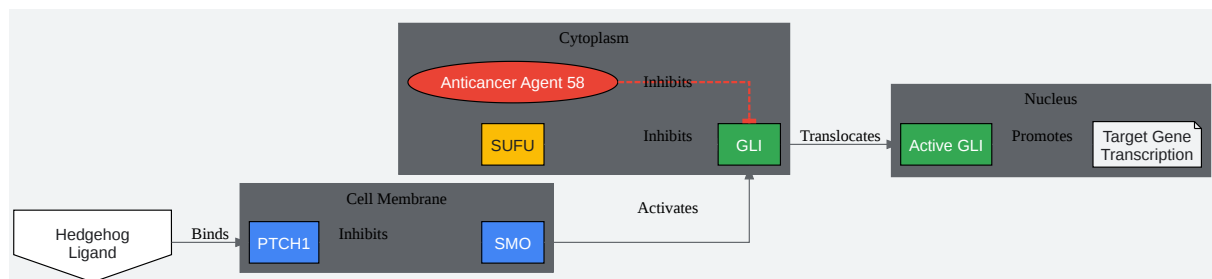 Cytoplasm
Anticancer Agent 58
Inhibits
SUFU
Inhibits
GLI
Translocates
Nucleus
Active GLI
Promotes
Target Gene
Transcription
Cell Membrane
Hedgehog
Ligand
Binds
PTCH1
Inhibits
SMO
Activates